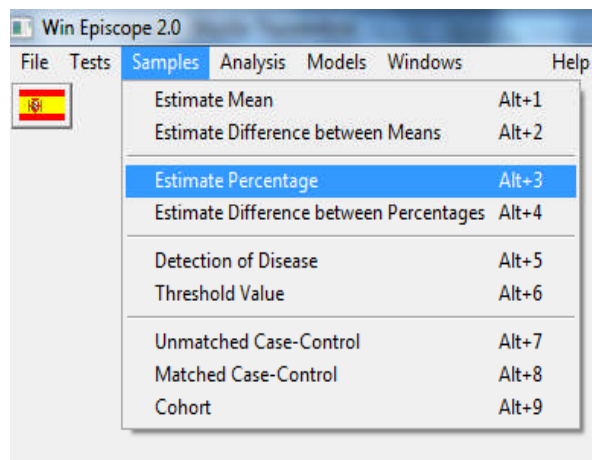 Win Episcope 2.0
File Tests Samples Analysis Models Windows Help
Estimate Mean Alt+1
Estimate Difference between Means Alt+2
Estimate Percentage Alt+3
Estimate Difference between Percentages Alt+4
Detection of Disease Alt+5
Threshold Value Alt+6
Unmatched Case-Control Alt+7
Matched Case-Control Alt+8
Cohort Alt+9